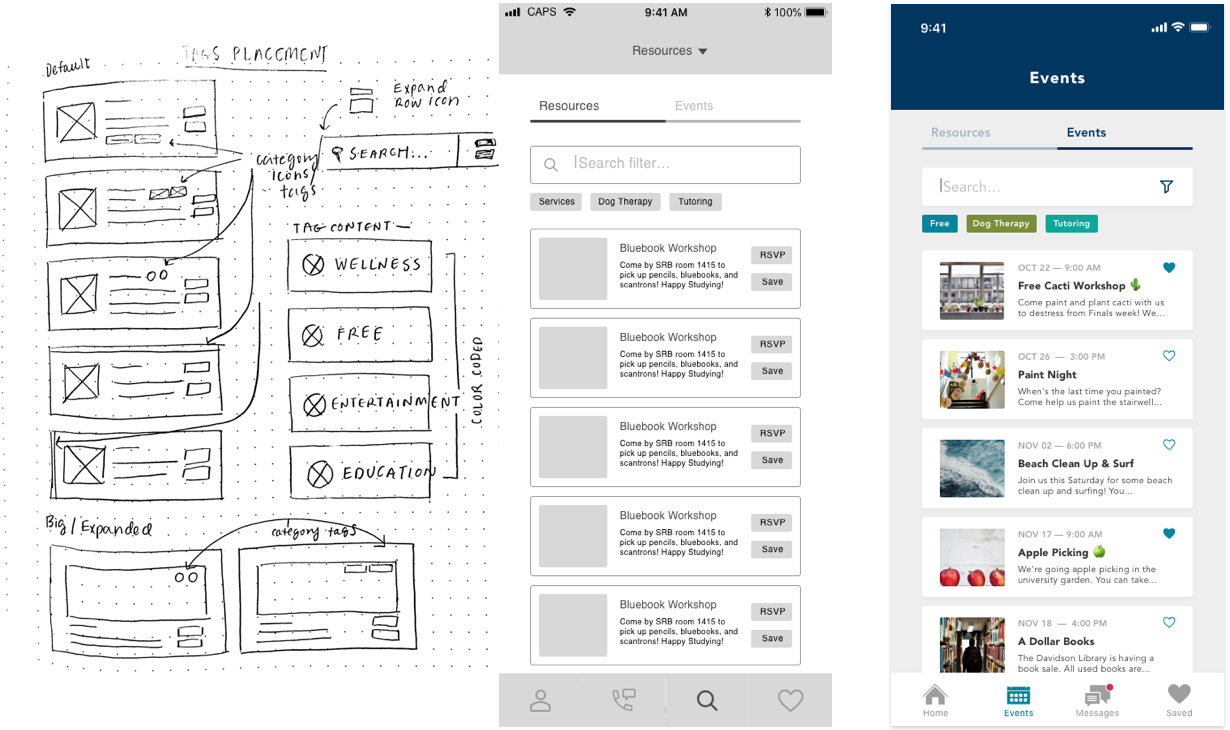 TAGS PLACEMENT
Default
Expand
Row icon
SEARCH...
category
icons
tags
TAG CONTENT —
WELLNESS
FREE
ENTERTAINMENT
EDUCATION
COLOR CODED
Big / Expanded
category tags
CAPS
9:41 AM
100%
Resources
Resources
Events
Search filter...
Services
Dog Therapy
Tutoring
Bluebook Workshop
Come by SRB room 1415 to
pick up pencils, bluebooks, and
scantrons! Happy Studying!
RSVP
Save
Bluebook Workshop
Come by SRB room 1415 to
pick up pencils, bluebooks, and
scantrons! Happy Studying!
RSVP
Save
Bluebook Workshop
Come by SRB room 1415 to
pick up pencils, bluebooks, and
scantrons! Happy Studying!
RSVP
Save
Bluebook Workshop
Come by SRB room 1415 to
pick up pencils, bluebooks, and
scantrons! Happy Studying!
RSVP
Save
Bluebook Workshop
Come by SRB room 1415 to
pick up pencils, bluebooks, and
scantrons! Happy Studying!
RSVP
Save
9:41
Events
Resources
Events
Search...
Free
Dog Therapy
Tutoring
OCT 22 — 9:00 AM
Free Cacti Workshop 🌵
Come paint and plant cacti with us
to destress from Finals week! We...
OCT 26 — 3:00 PM
Paint Night
When's the last time you painted?
Come help us paint the stairwell...
NOV 02 — 6:00 PM
Beach Clean Up & Surf
Join us this Saturday for some beach
clean up and surfing! You...
NOV 17 — 9:00 AM
Apple Picking 🍏
We're going apple picking in the
university garden. You can take...
NOV 18 — 4:00 PM
A Dollar Books
The Davidson Library is having a
book sale. All used books are...
Home
Events
Messages
Saved